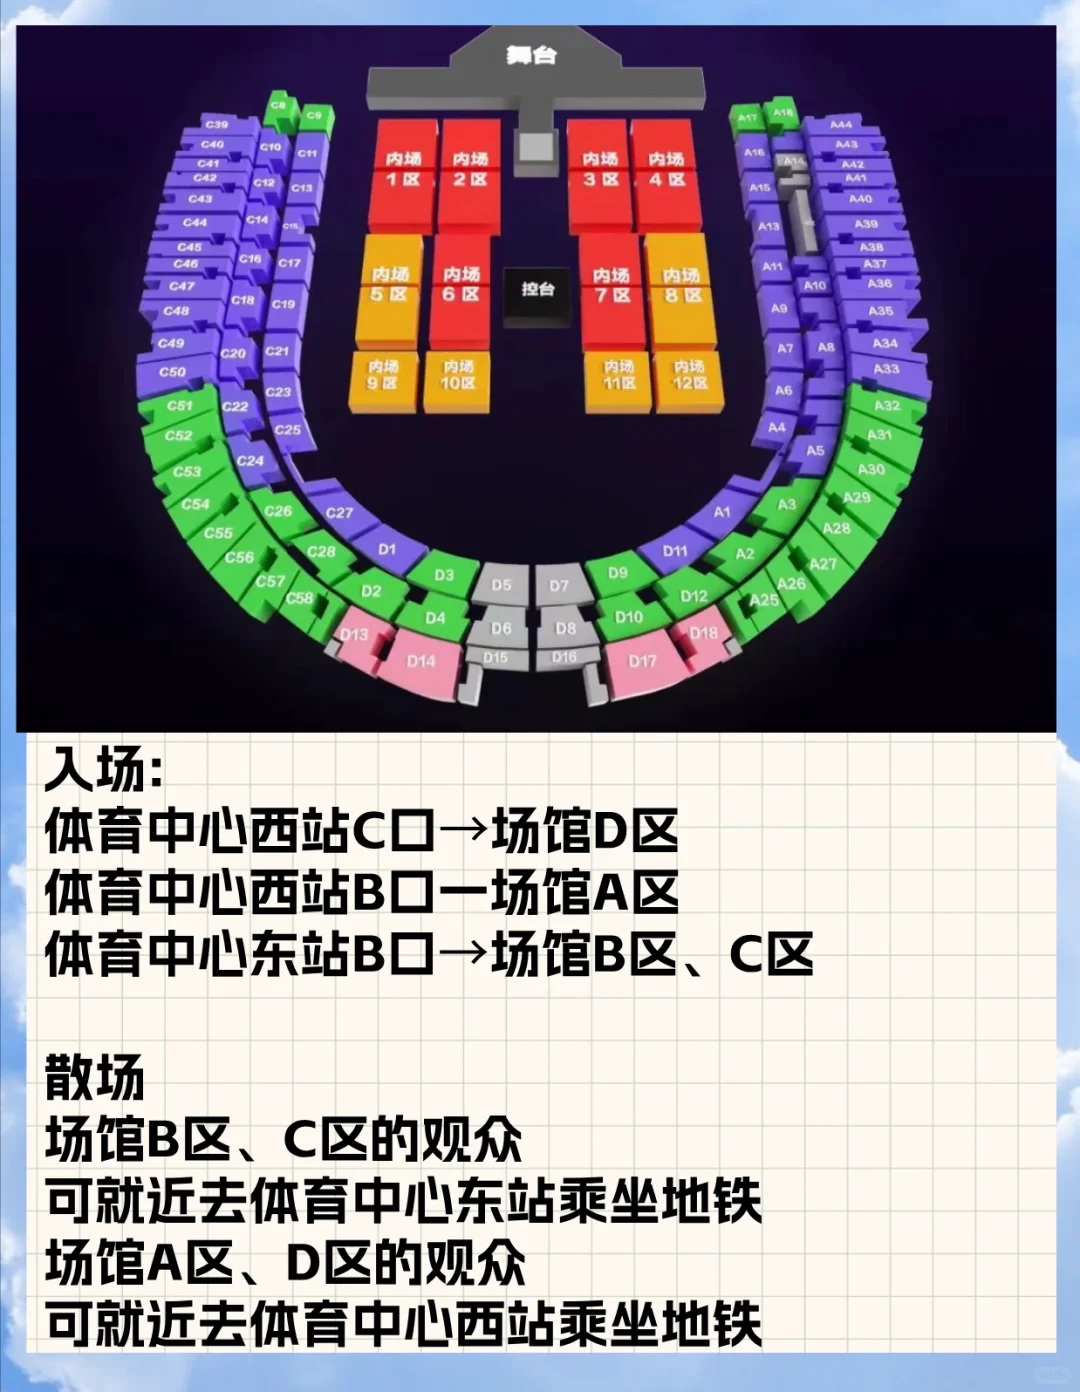 舞台
C8
C9
A17
A18
C39
C40
C41
C42
C43
C44
C45
C46
C47
C48
C49
C50
C51
C52
C53
C54
C55
C56
C57
C58
C10
C11
C12
C13
C14
C15
C16
C17
C18
C19
C20
C21
C22
C23
C24
C25
C26
C27
C28
内场
1区
内场
2区
内场
3区
内场
4区
内场
5区
内场
6区
控台
内场
7区
内场
8区
内场
9区
内场
10区
内场
11区
内场
12区
A16
A14
A15
A13
A11
A10
A9
A7
A8
A6
A4
A5
A3
A1
A2
A44
A43
A42
A41
A40
A39
A38
A37
A36
A35
A34
A33
A32
A31
A30
A29
A28
A27
A26
A25
D1
D2
D3
D4
D5
D6
D7
D8
D9
D10
D11
D12
D13
D14
D15
D16
D17
D18
入场:
体育中心西站C口→场馆D区
体育中心西站B口一场馆A区
体育中心东站B口→场馆B区、C区
散场
场馆B区、C区的观众
可就近去体育中心东站乘坐地铁
场馆A区、D区的观众
可就近去体育中心西站乘坐地铁